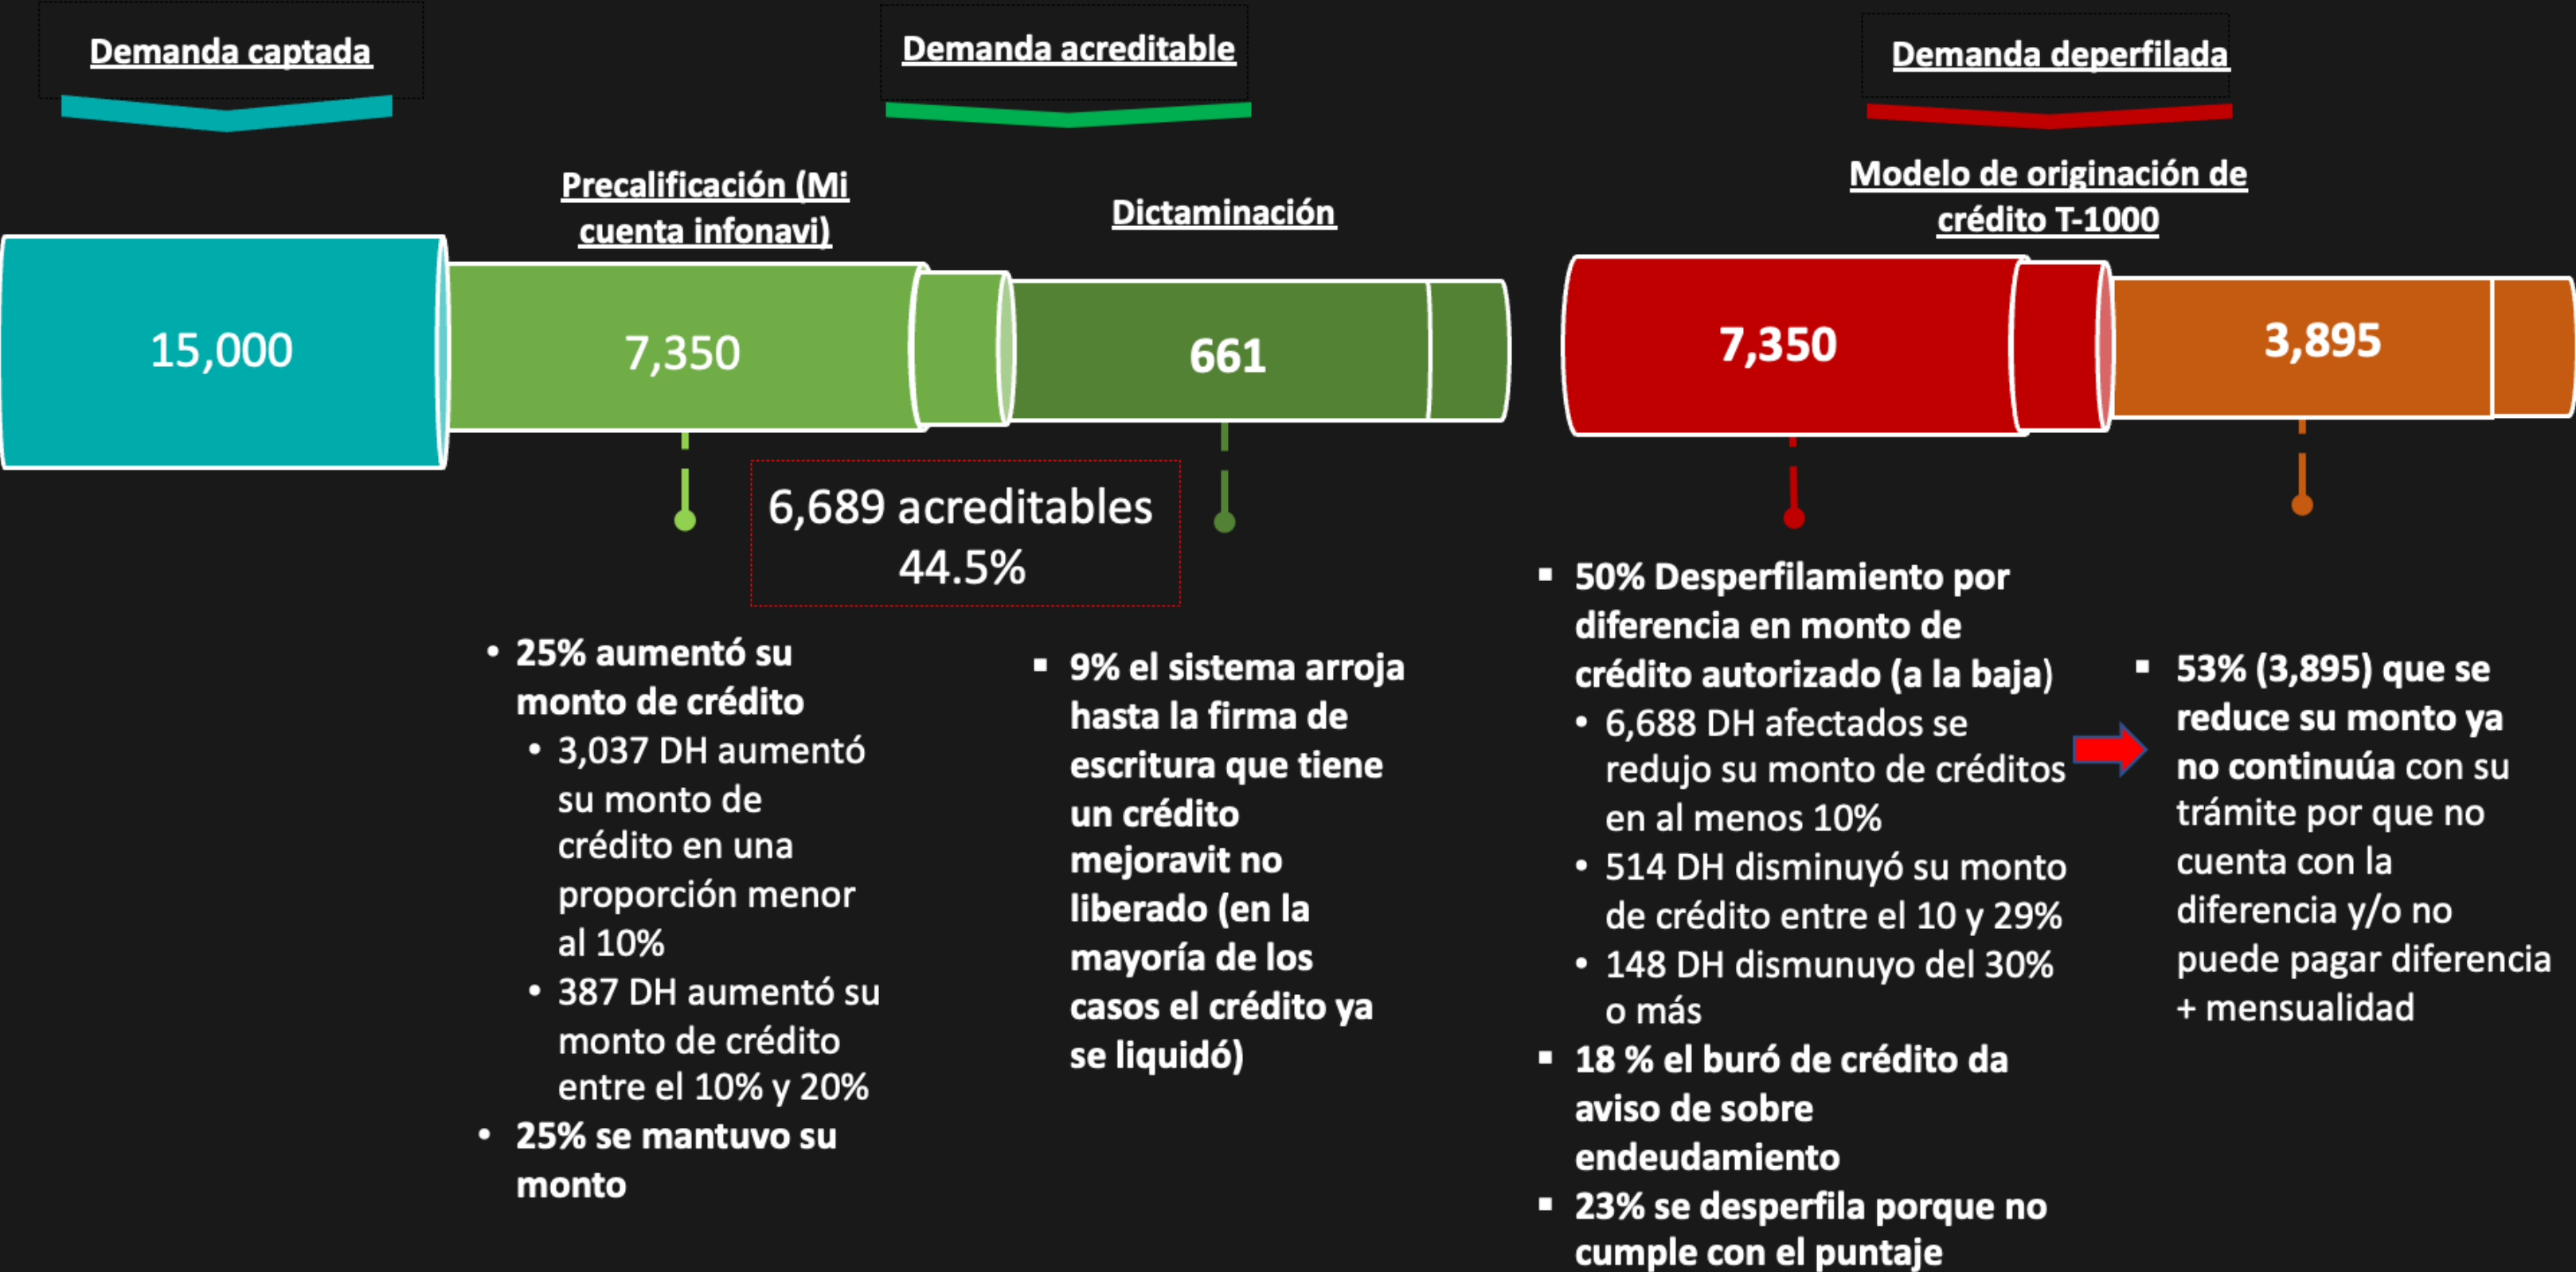 Demanda captada
Demanda acreditable
Demanda deperfilada
Precalificación (Mi
cuenta infonavi)
Dictaminación
Modelo de originación de
crédito T-1000
15,000
7,350
661
7,350
3,895
6,689 acreditables
44.5%
• 25% aumentó su
monto de crédito
• 3,037 DH aumentó
su monto de
crédito en una
proporción menor
al 10%
• 387 DH aumentó su
monto de crédito
entre el 10% y 20%
• 25% se mantuvo su
monto
▪ 9% el sistema arroja
hasta la firma de
escritura que tiene
un crédito
mejoravit no
liberado (en la
mayoría de los
casos el crédito ya
se liquidó)
▪ 50% Desperfilamiento por
diferencia en monto de
crédito autorizado (a la baja)
• 6,688 DH afectados se
redujo su monto de créditos
en al menos 10%
• 514 DH disminuyó su monto
de crédito entre el 10 y 29%
• 148 DH dismunuyo del 30%
o más
▪ 18 % el buró de crédito da
aviso de sobre
endeudamiento
▪ 23% se desperfila porque no
cumple con el puntaje
▪ 53% (3,895) que se
reduce su monto ya
no continuúa con su
trámite por que no
cuenta con la
diferencia y/o no
puede pagar diferencia
+ mensualidad